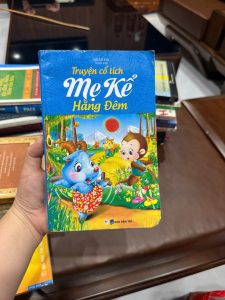 Truyện cổ tích
Mẹ Kể
Hằng Đêm